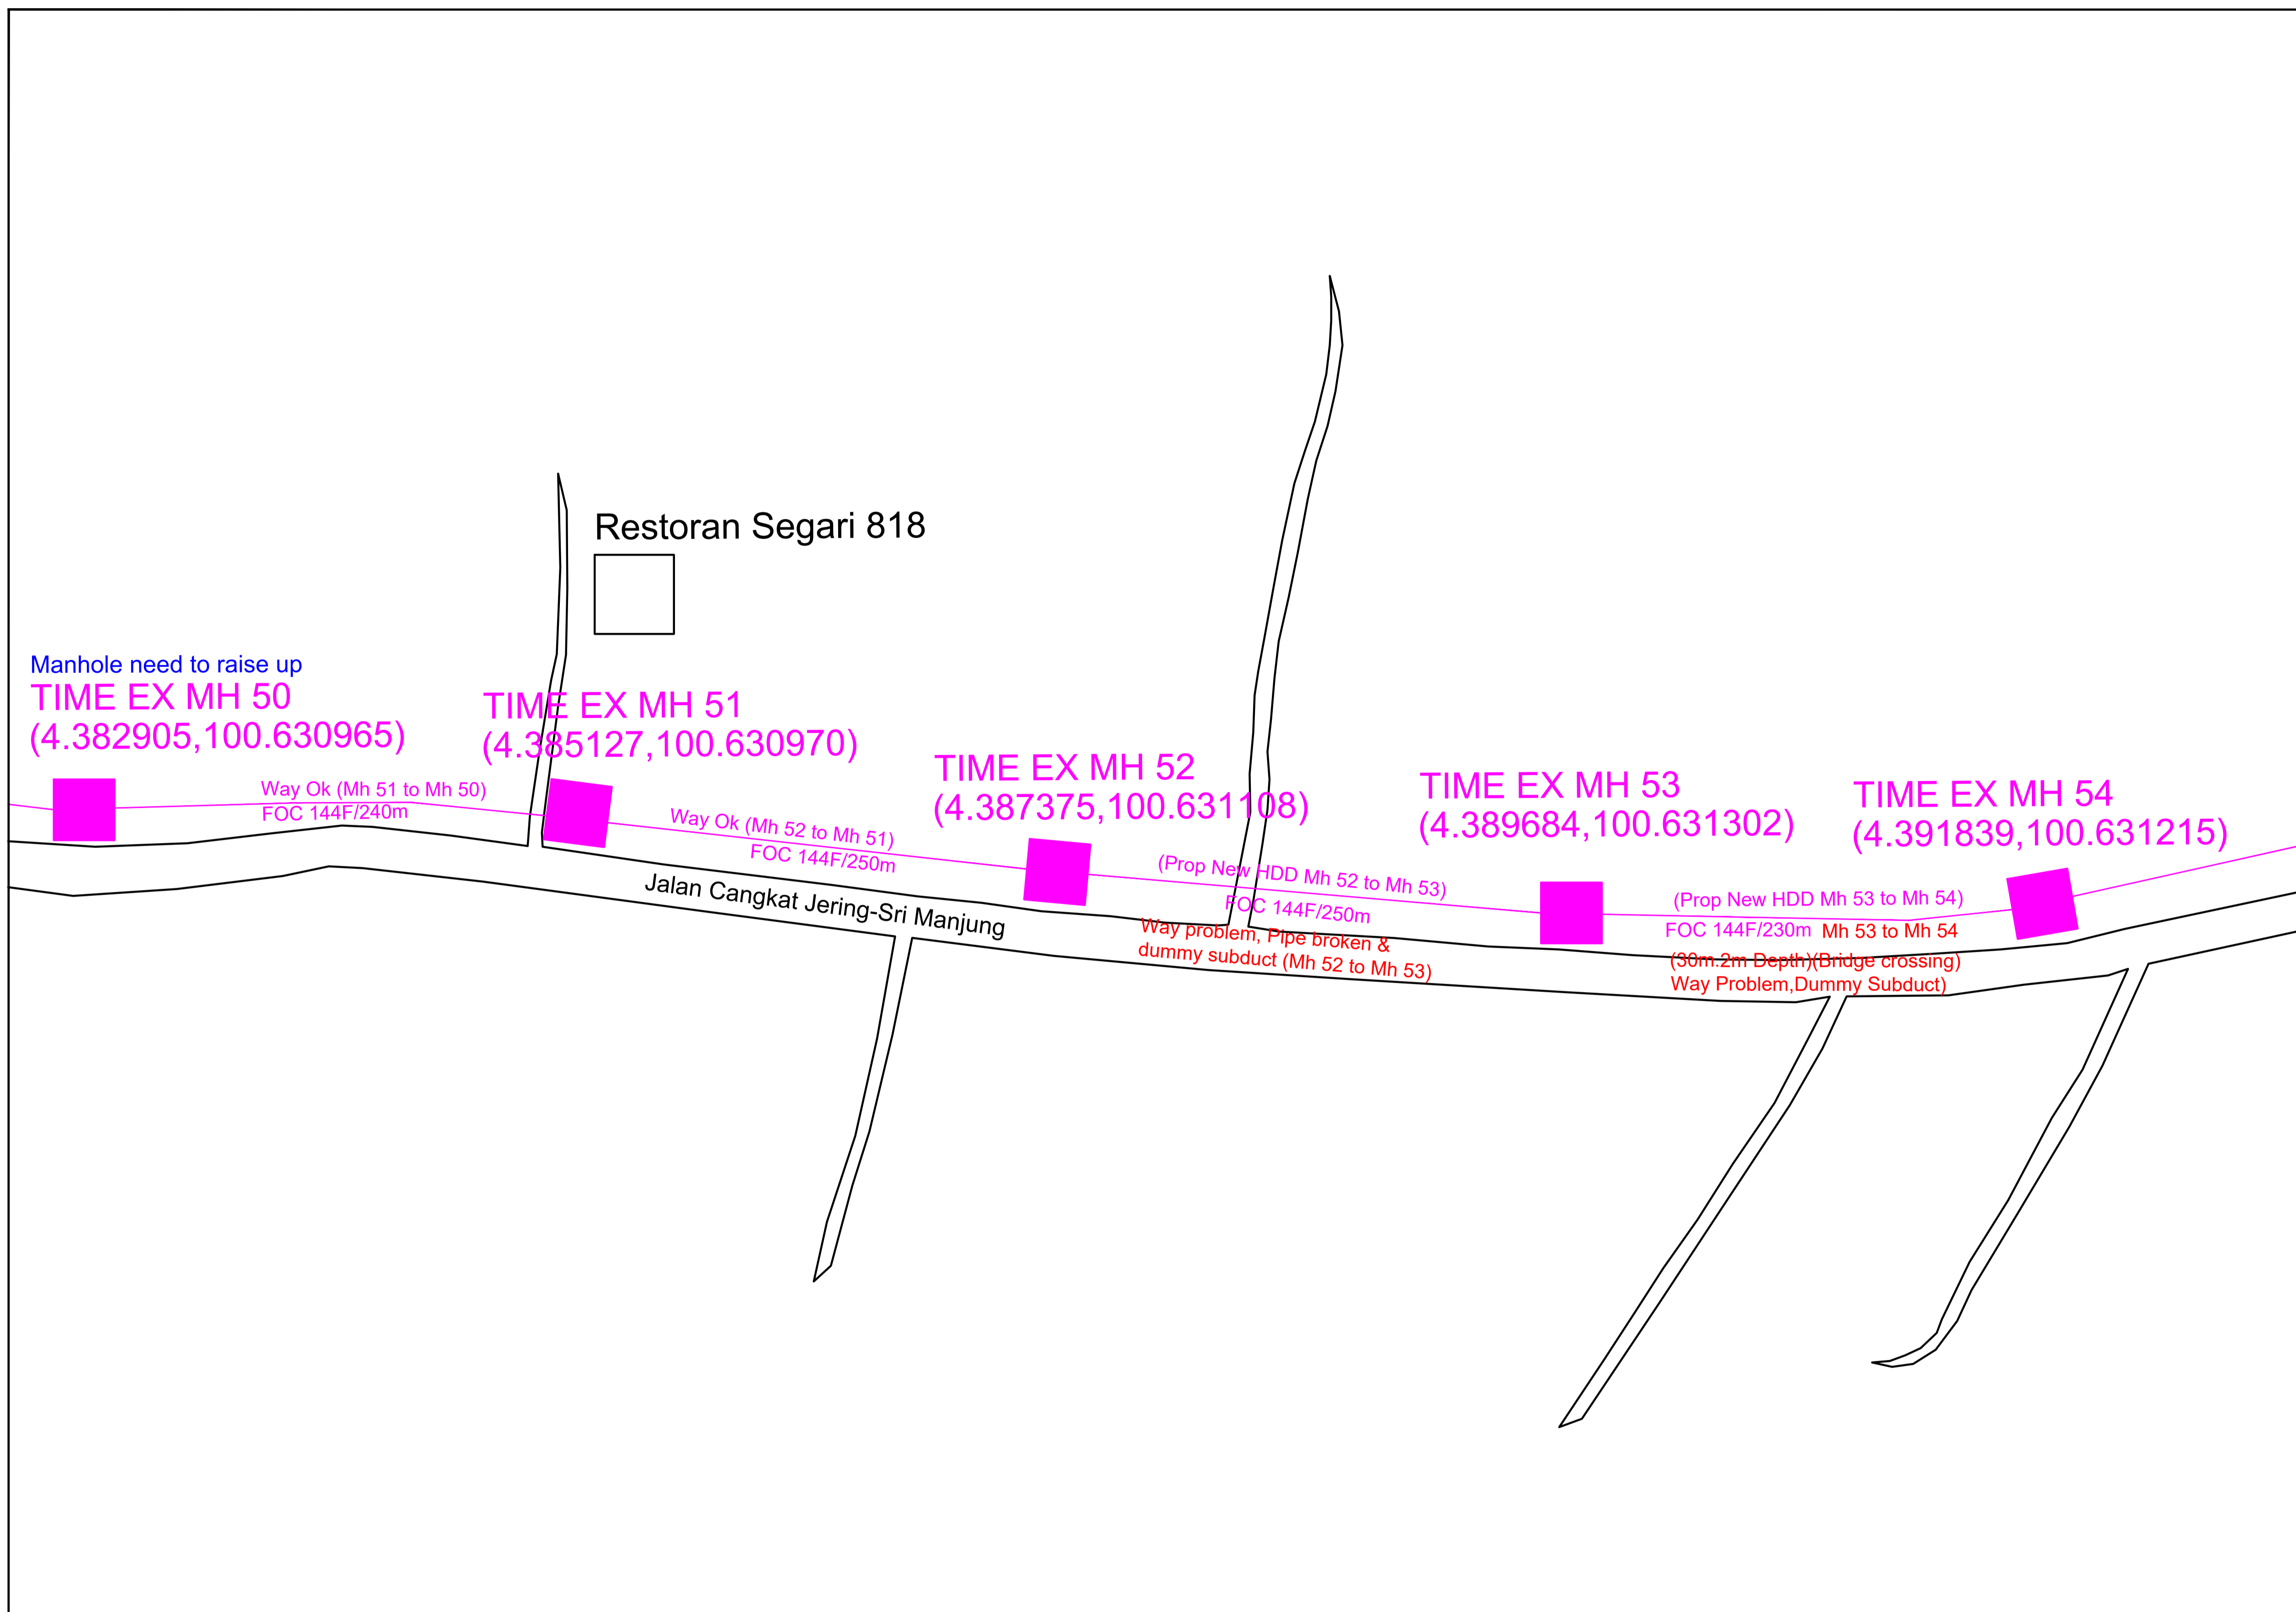 Restoran Segari 818
Manhole need to raise up
TIME EX MH 50
(4.382905,100.630965)
TIME EX MH 51
(4.385127,100.630970)
TIME EX MH 52
(4.387375,100.631108)
TIME EX MH 53
(4.389684,100.631302)
TIME EX MH 54
(4.391839,100.631215)
Way Ok (Mh 51 to Mh 50)
FOC 144F/240m
Way Ok (Mh 52 to Mh 51)
FOC 144F/250m
(Prop New HDD Mh 52 to Mh 53)
FOC 144F/250m
(Prop New HDD Mh 53 to Mh 54)
FOC 144F/230m Mh 53 to Mh 54
Jalan Cangkat Jering-Sri Manjung
Way problem, Pipe broken &
dummy subduct (Mh 52 to Mh 53)
(30m.2m Depth)(Bridge crossing)
Way Problem,Dummy Subduct)